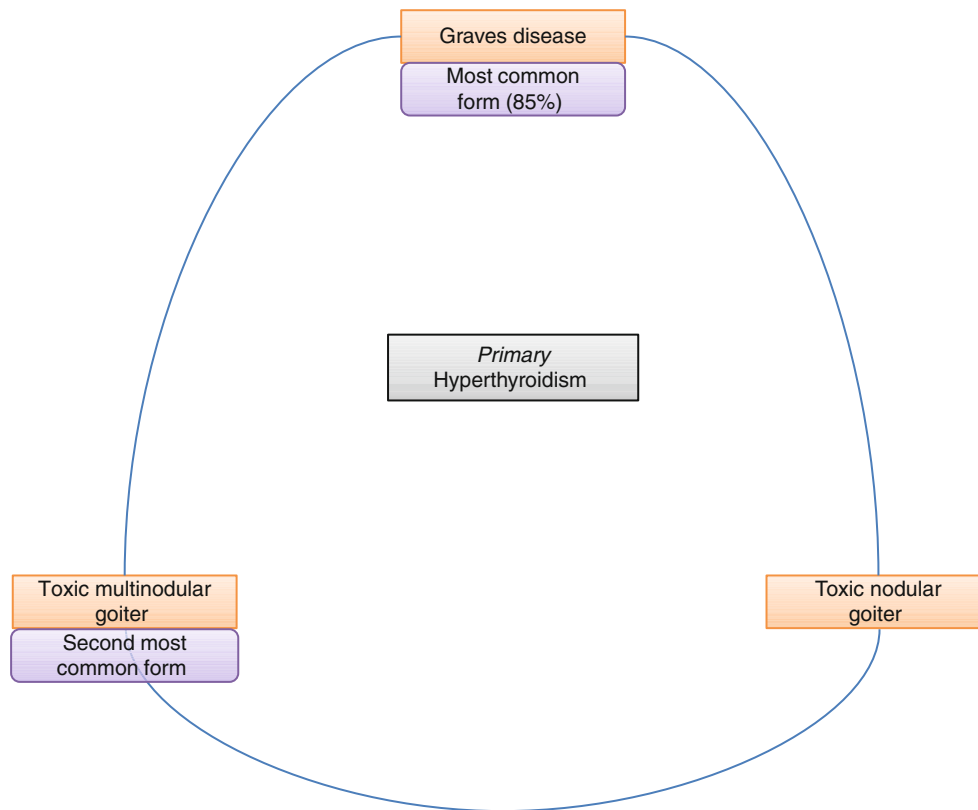 Graves disease
Most common
form (85%)
Primary
Hyperthyroidism
Toxic multinodular
goiter
Second most
common form
Toxic nodular
goiter